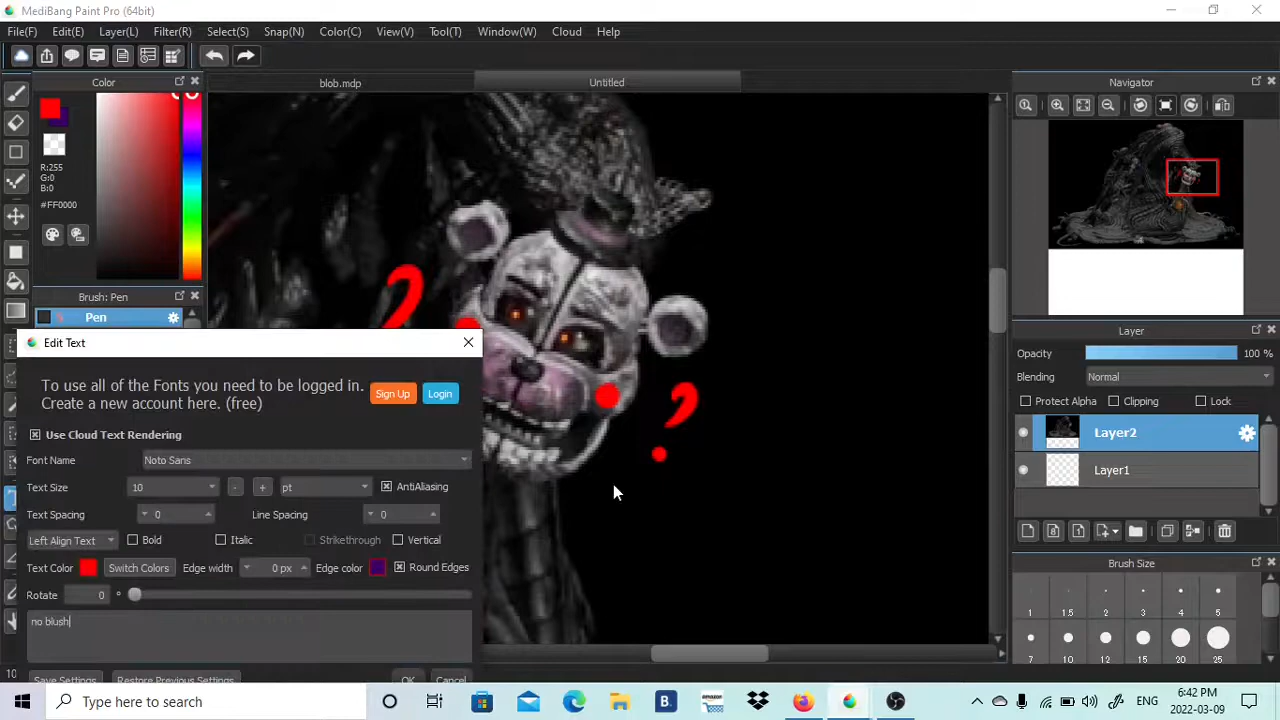 MediBang Paint Pro (64bit)
File(F) Edit(E) Layer(L) Filter(R) Select(S) Snap(N) Color(C) View(V) Tool(T) Window(W) Cloud Help
Color
blob.mdp
Untitled
Navigator
R:255
G:0
B:0
#FF0000
Brush: Pen
Pen
? ?
Edit Text
To use all of the Fonts you need to be logged in.
Create a new account here. (free)
Sign Up
Login
Use Cloud Text Rendering
Font Name Noto Sans
Text Size 10 - + pt AntiAliasing
Text Spacing 0 Line Spacing 0
Left Align Text Bold Italic Strikethrough Vertical
Text Color Switch Colors Edge width 0 px Edge color Round Edges
Rotate 0 °
no blush
Save Settings Restore Previous Settings OK Cancel
Layer
Opacity 100 %
Blending Normal
Protect Alpha Clipping Lock
Layer2
Layer1
Brush Size
1 1.5 2 3 4 5
7 10 12 15 20 25
10
Type here to search
B.
amazon
ENG
6:42 PM
2022-03-09